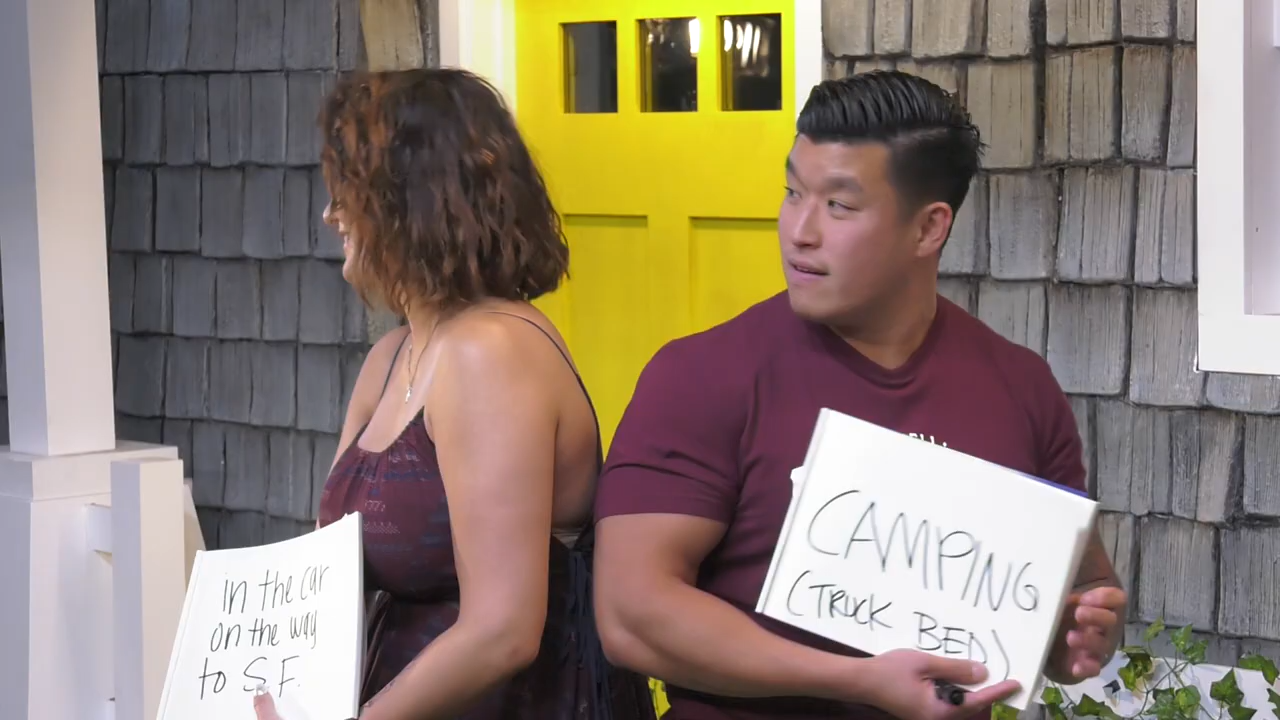 in the car
on the way
to S.F.
CAMPING
(TRUCK BED)